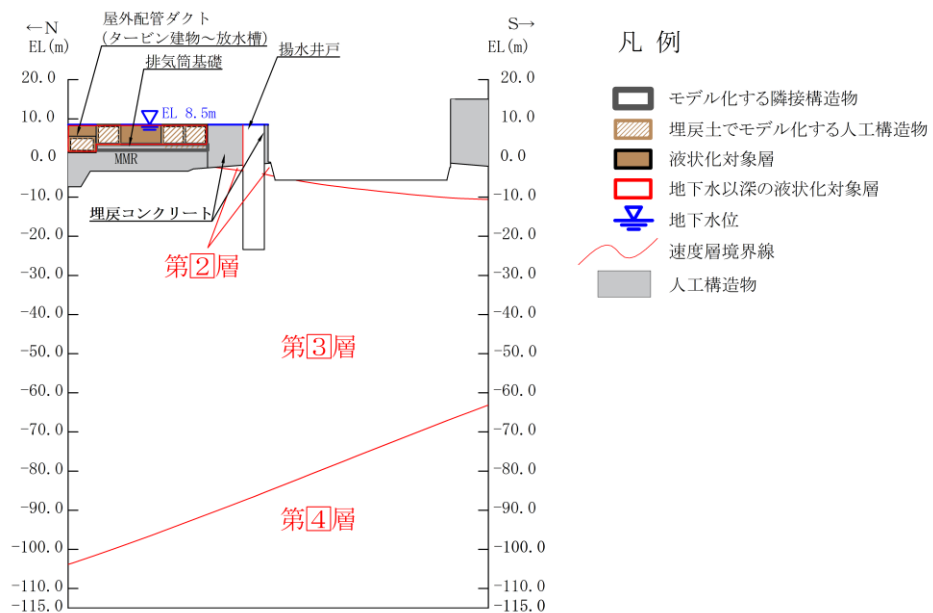 ←N
EL(m)
屋外配管ダクト
(タービン建物～放水槽)
排気筒基礎
揚水井戸
S→
EL(m)
凡 例
モデル化する隣接構造物
埋戻土でモデル化する人工構造物
液状化対象層
地下水以深の液状化対象層
地下水位
速度層境界線
人工構造物
EL 8.5m
MMR
埋戻コンクリート
第2層
第3層
第4層
20.0
10.0
0.0
-10.0
-20.0
-30.0
-40.0
-50.0
-60.0
-70.0
-80.0
-90.0
-100.0
-115.0
20.0
10.0
0.0
-10.0
-20.0
-30.0
-40.0
-50.0
-60.0
-70.0
-80.0
-90.0
-100.0
-110.0
-115.0